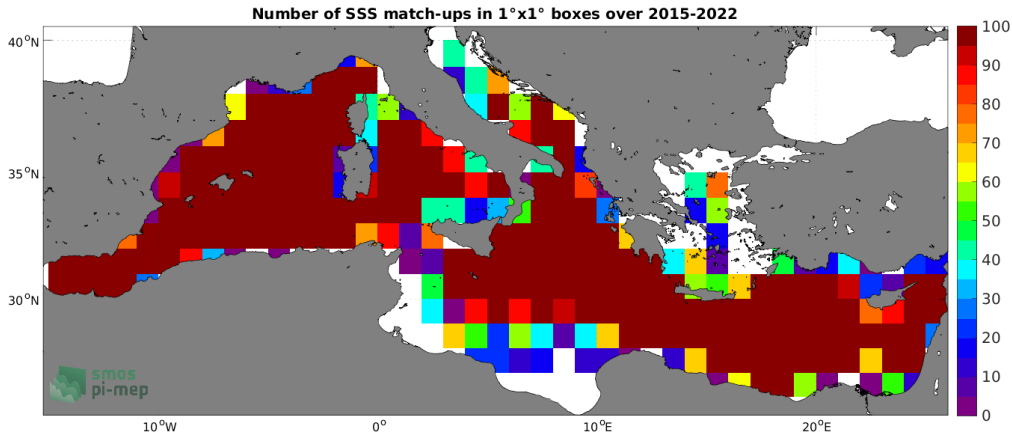 Number of SSS match-ups in 1°x1° boxes over 2015-2022
40°N
35°N
30°N
10°W
0°
10°E
20°E
100
90
80
70
60
50
40
30
20
10
0
smos
pi-mep